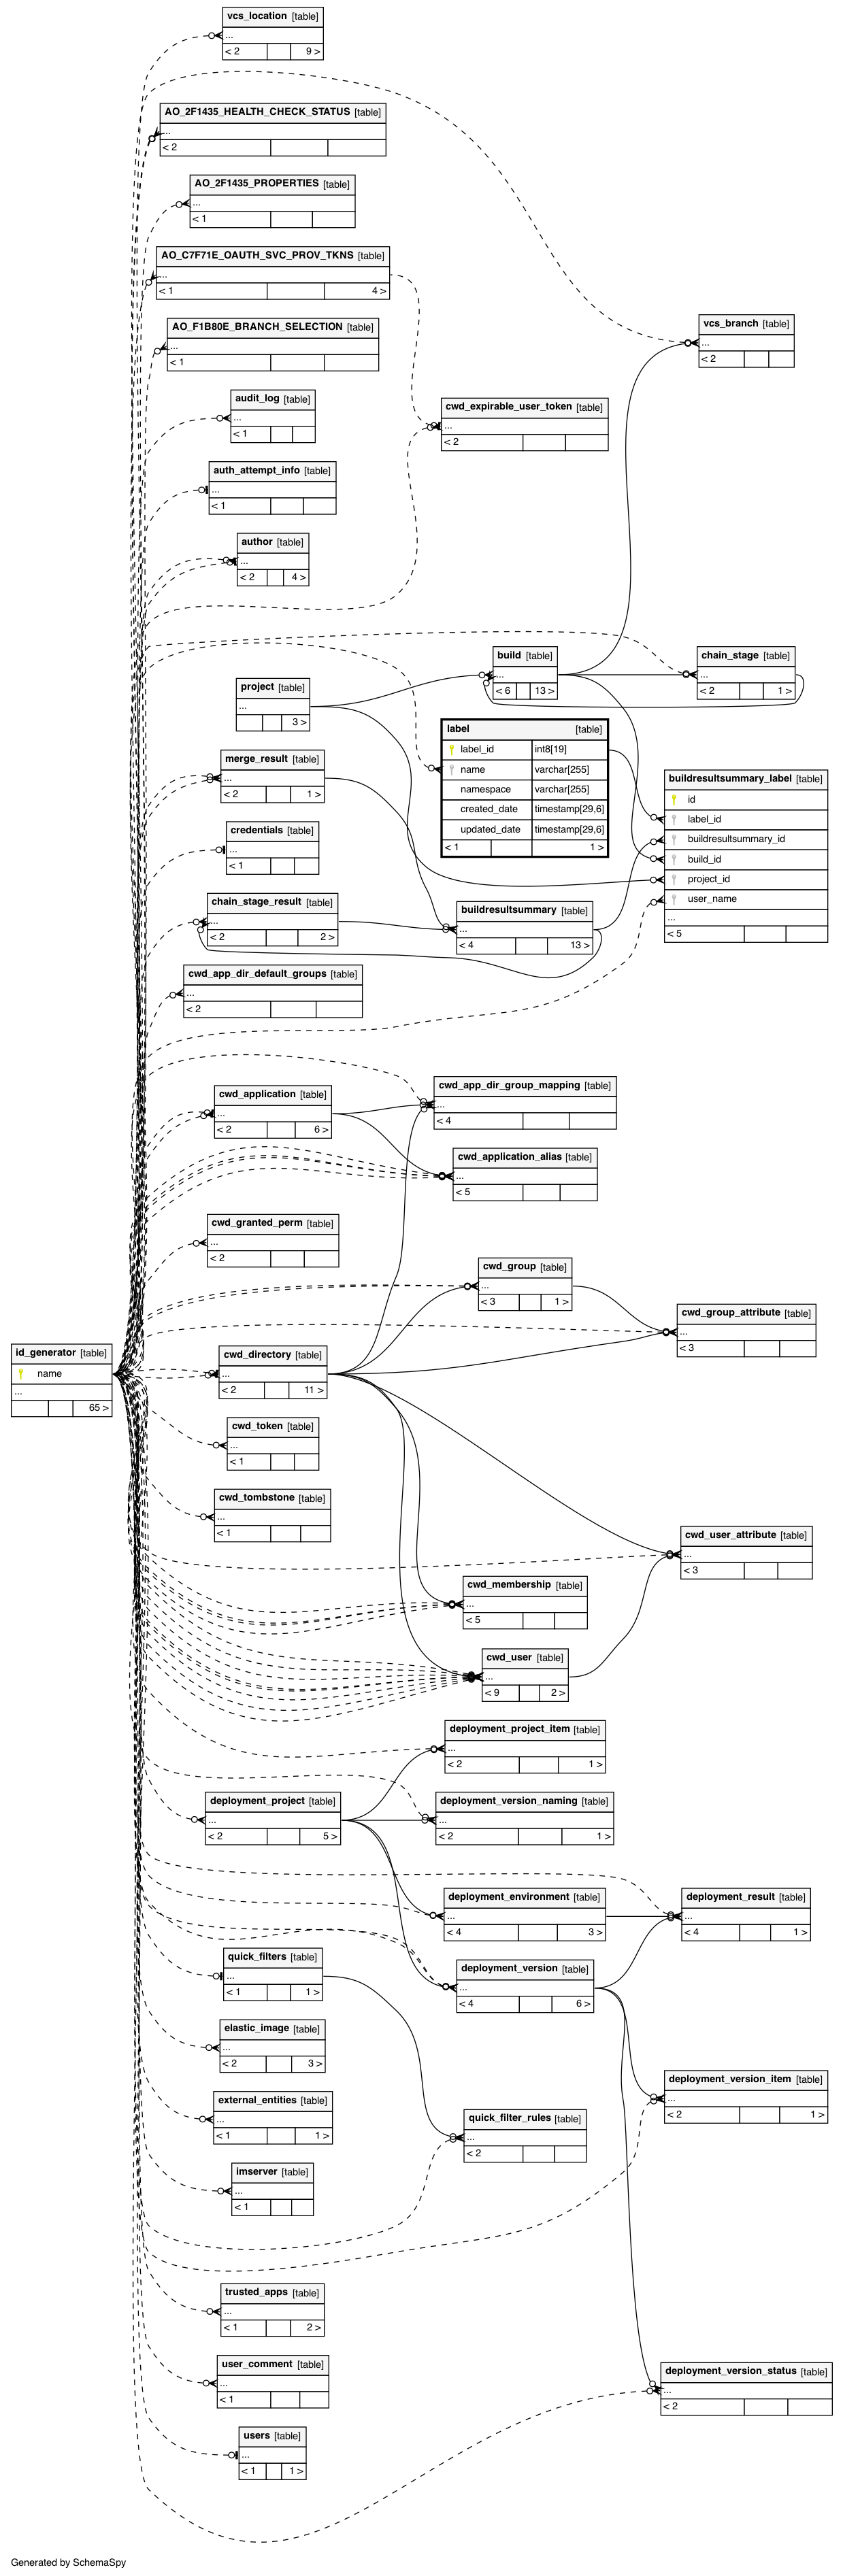 vcs_location [table]
...
< 2 9 >
AO_2F1435_HEALTH_CHECK_STATUS [table]
...
< 2
AO_2F1435_PROPERTIES [table]
...
< 1
AO_C7F71E_OAUTH_SVC_PROV_TKNS [table]
...
< 1 4 >
AO_F1B80E_BRANCH_SELECTION [table]
...
< 1
vcs_branch [table]
...
< 2
audit_log [table]
...
< 1
cwd_expirable_user_token [table]
...
< 2
auth_attempt_info [table]
...
< 1
author [table]
...
< 2 4 >
build [table]
...
< 6 13 >
chain_stage [table]
...
< 2 1 >
project [table]
...
3 >
label [table]
label_id int8[19]
name varchar[255]
namespace varchar[255]
created_date timestamp[29,6]
updated_date timestamp[29,6]
< 1 1 >
merge_result [table]
...
< 2 1 >
buildresultsummary_label [table]
id
label_id
buildresultsummary_id
build_id
project_id
user_name
...
< 5
credentials [table]
...
< 1
chain_stage_result [table]
...
< 2 2 >
buildresultsummary [table]
...
< 4 13 >
cwd_app_dir_default_groups [table]
...
< 2
cwd_application [table]
...
< 2 6 >
cwd_app_dir_group_mapping [table]
...
< 4
cwd_application_alias [table]
...
< 5
cwd_granted_perm [table]
...
< 2
cwd_group [table]
...
< 3 1 >
cwd_group_attribute [table]
...
< 3
id_generator [table]
name
...
65 >
cwd_directory [table]
...
< 2 11 >
cwd_token [table]
...
< 1
cwd_tombstone [table]
...
< 1
cwd_user_attribute [table]
...
< 3
cwd_membership [table]
...
< 5
cwd_user [table]
...
< 9 2 >
deployment_project_item [table]
...
< 2 1 >
deployment_project [table]
...
< 2 5 >
deployment_version_naming [table]
...
< 2 1 >
deployment_environment [table]
...
< 4 3 >
deployment_result [table]
...
< 4 1 >
quick_filters [table]
...
< 1 1 >
deployment_version [table]
...
< 4 6 >
elastic_image [table]
...
< 2 3 >
external_entities [table]
...
< 1 1 >
deployment_version_item [table]
...
< 2 1 >
quick_filter_rules [table]
...
< 2
imserver [table]
...
< 1
trusted_apps [table]
...
< 1 2 >
user_comment [table]
...
< 1
deployment_version_status [table]
...
< 2
users [table]
...
< 1 1 >
Generated by SchemaSpy